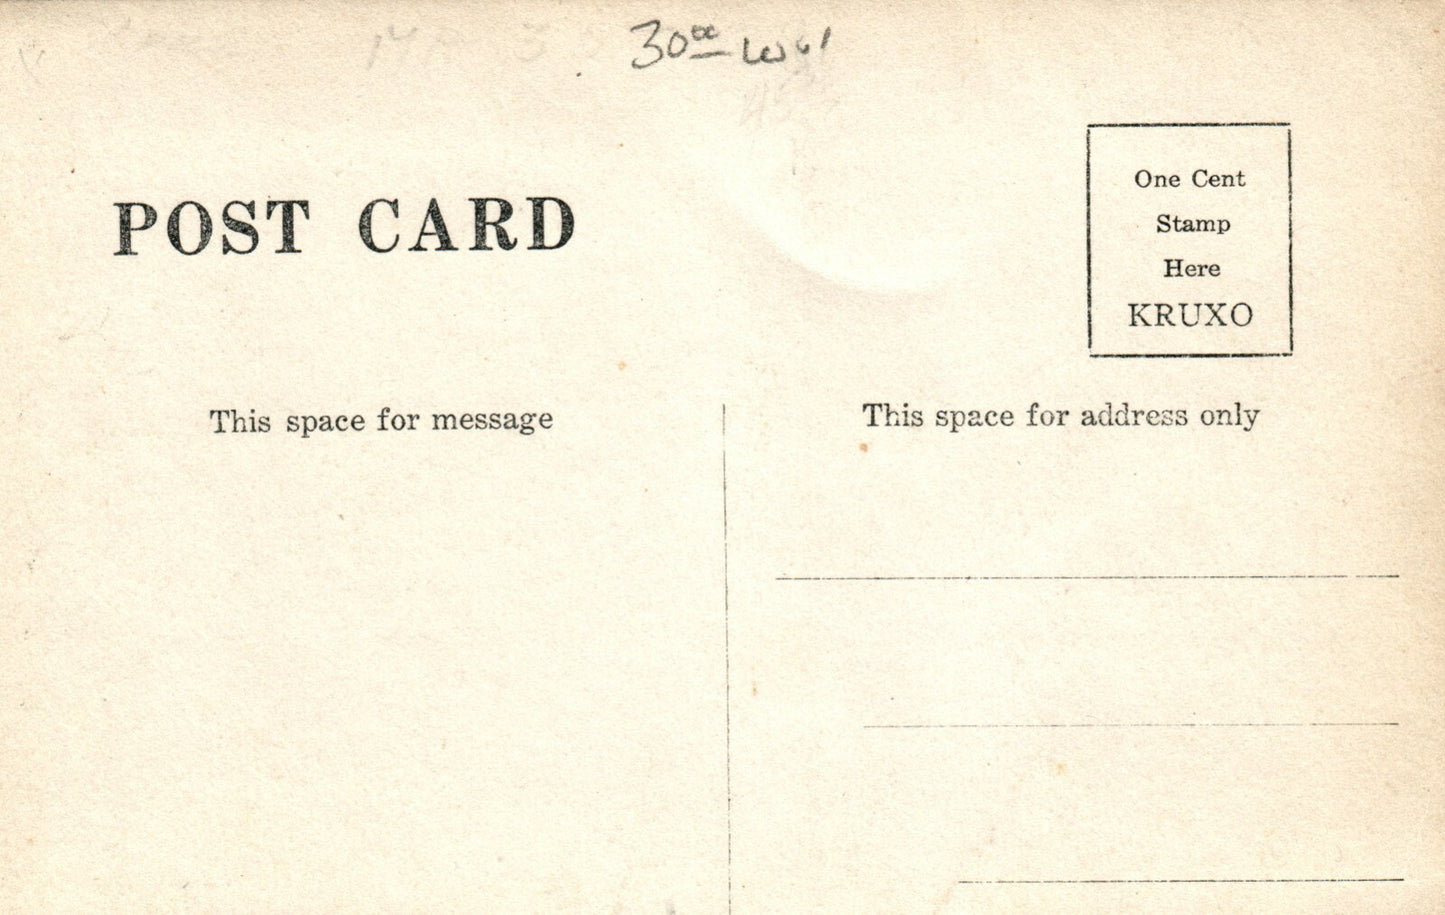 30°°
POST CARD
One Cent
Stamp
Here
KRUXO
This space for message
This space for address only